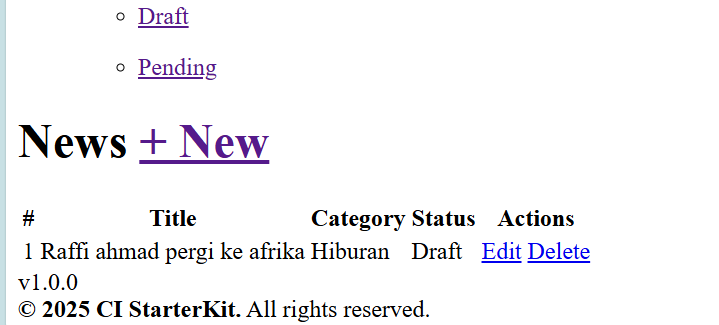 Draft
Pending
News + New
# Title Category Status Actions
1 Raffi ahmad pergi ke afrika Hiburan Draft Edit Delete
v1.0.0
© 2025 CI StarterKit. All rights reserved.